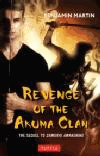 BENJAMIN MARTIN
REVENGE
OF THE
AKUMA CLAN
THE SEQUEL TO SAMURAI AWAKENING
TUTTLE